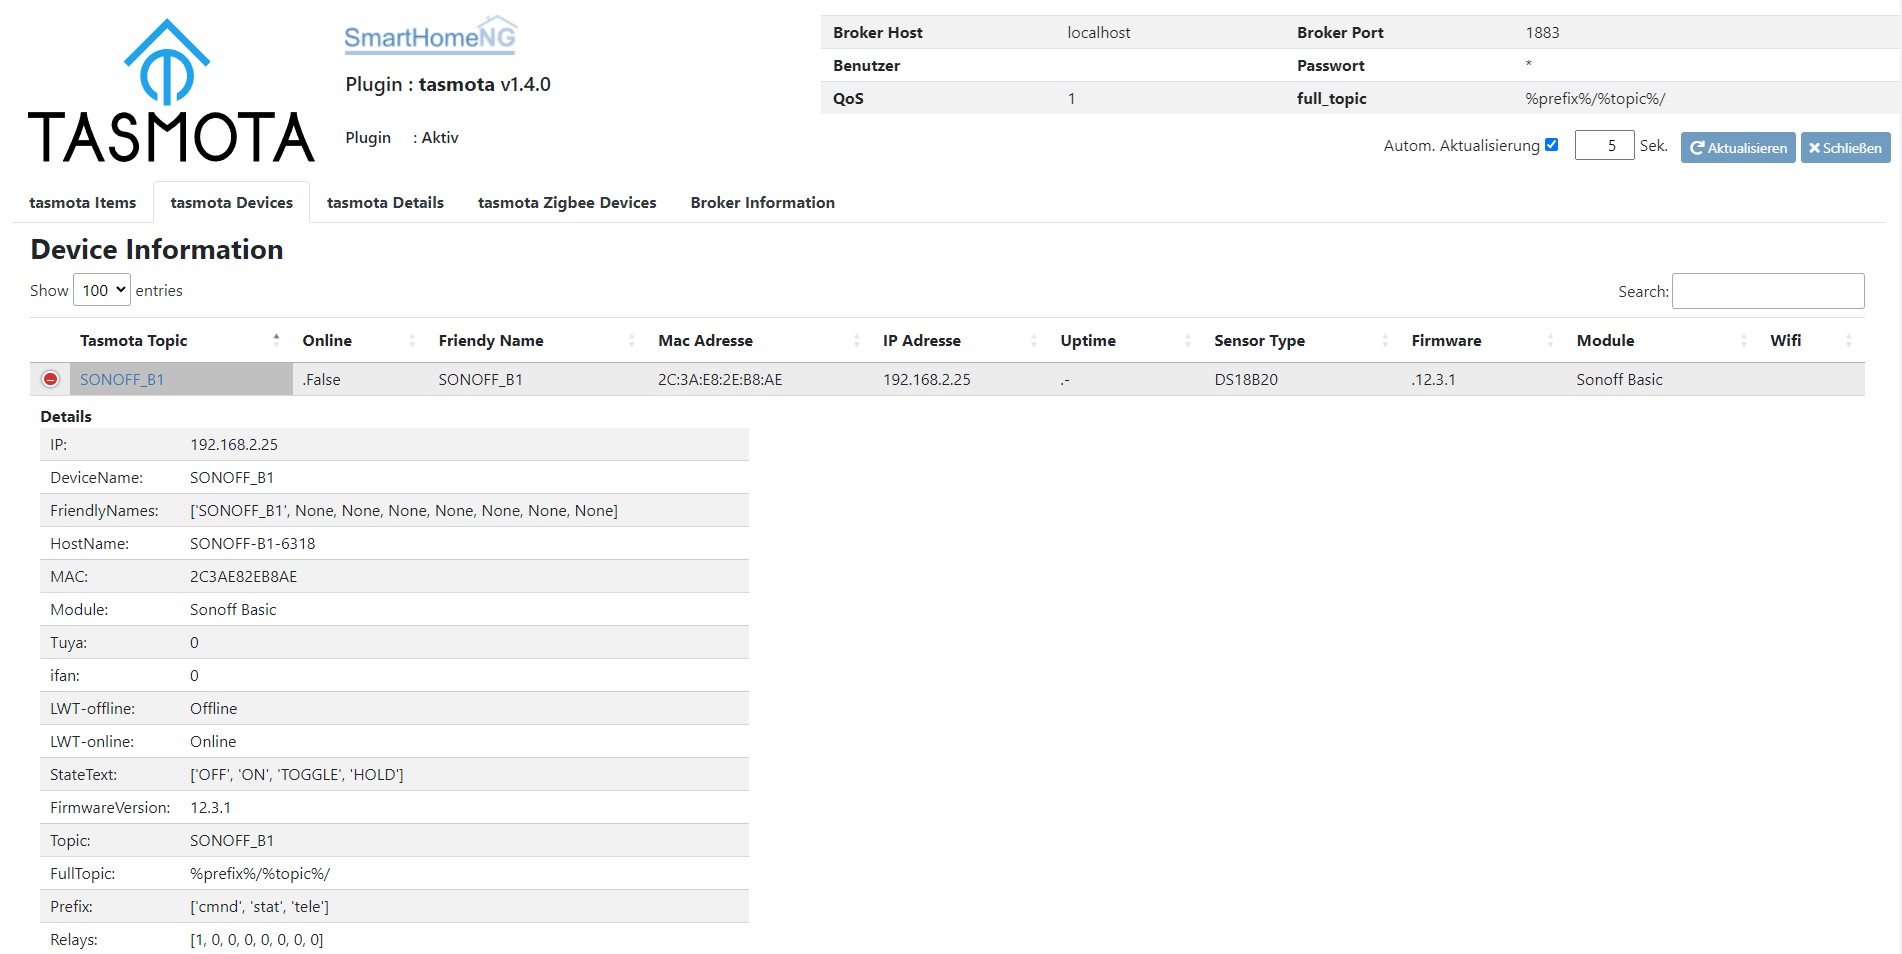 TASMOTA
SmartHomeNG
Plugin : tasmota v1.4.0
Plugin : Aktiv
Broker Host localhost Broker Port 1883
Benutzer Passwort *
QoS 1 full_topic %prefix%/%topic%/
Autom. Aktualisierung 5 Sek. Aktualisieren Schließen
tasmota Items tasmota Devices tasmota Details tasmota Zigbee Devices Broker Information
Device Information
Show 100 entries Search:
Tasmota Topic Online Friendy Name Mac Adresse IP Adresse Uptime Sensor Type Firmware Module Wifi
SONOFF_B1 .False SONOFF_B1 2C:3A:E8:2E:B8:AE 192.168.2.25 .- DS18B20 .12.3.1 Sonoff Basic
Details
IP: 192.168.2.25
DeviceName: SONOFF_B1
FriendlyNames: ['SONOFF_B1', None, None, None, None, None, None, None]
HostName: SONOFF-B1-6318
MAC: 2C3AE82EB8AE
Module: Sonoff Basic
Tuya: 0
ifan: 0
LWT-offline: Offline
LWT-online: Online
StateText: ['OFF', 'ON', 'TOGGLE', 'HOLD']
FirmwareVersion: 12.3.1
Topic: SONOFF_B1
FullTopic: %prefix%/%topic%/
Prefix: ['cmnd', 'stat', 'tele']
Relays: [1, 0, 0, 0, 0, 0, 0, 0]